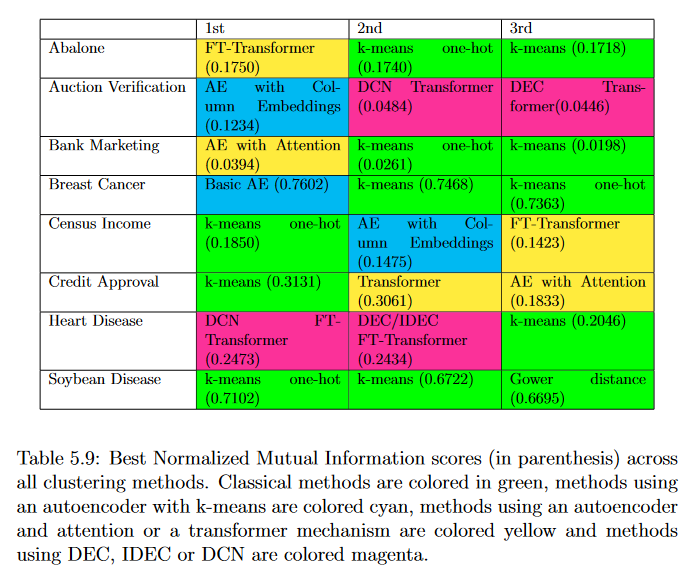 1st 2nd 3rd
Abalone FT-Transformer k-means one-hot k-means (0.1718)
(0.1750) (0.1740)
Auction Verification AE with Col- DCN Transformer DEC Trans-
umn Embeddings (0.0484) former(0.0446)
(0.1234)
Bank Marketing AE with Attention k-means one-hot k-means (0.0198)
(0.0394) (0.0261)
Breast Cancer Basic AE (0.7602) k-means (0.7468) k-means one-hot
(0.7363)
Census Income k-means one-hot AE with Col- FT-Transformer
(0.1850) umn Embeddings (0.1423)
(0.1475)
Credit Approval k-means (0.3131) Transformer AE with Attention
(0.3061) (0.1833)
Heart Disease DCN FT- DEC/IDEC k-means (0.2046)
Transformer FT-Transformer
(0.2473) (0.2434)
Soybean Disease k-means one-hot k-means (0.6722) Gower distance
(0.7102) (0.6695)
Table 5.9: Best Normalized Mutual Information scores (in parenthesis) across
all clustering methods. Classical methods are colored in green, methods using
an autoencoder with k-means are colored cyan, methods using an autoencoder
and attention or a transformer mechanism are colored yellow and methods
using DEC, IDEC or DCN are colored magenta.